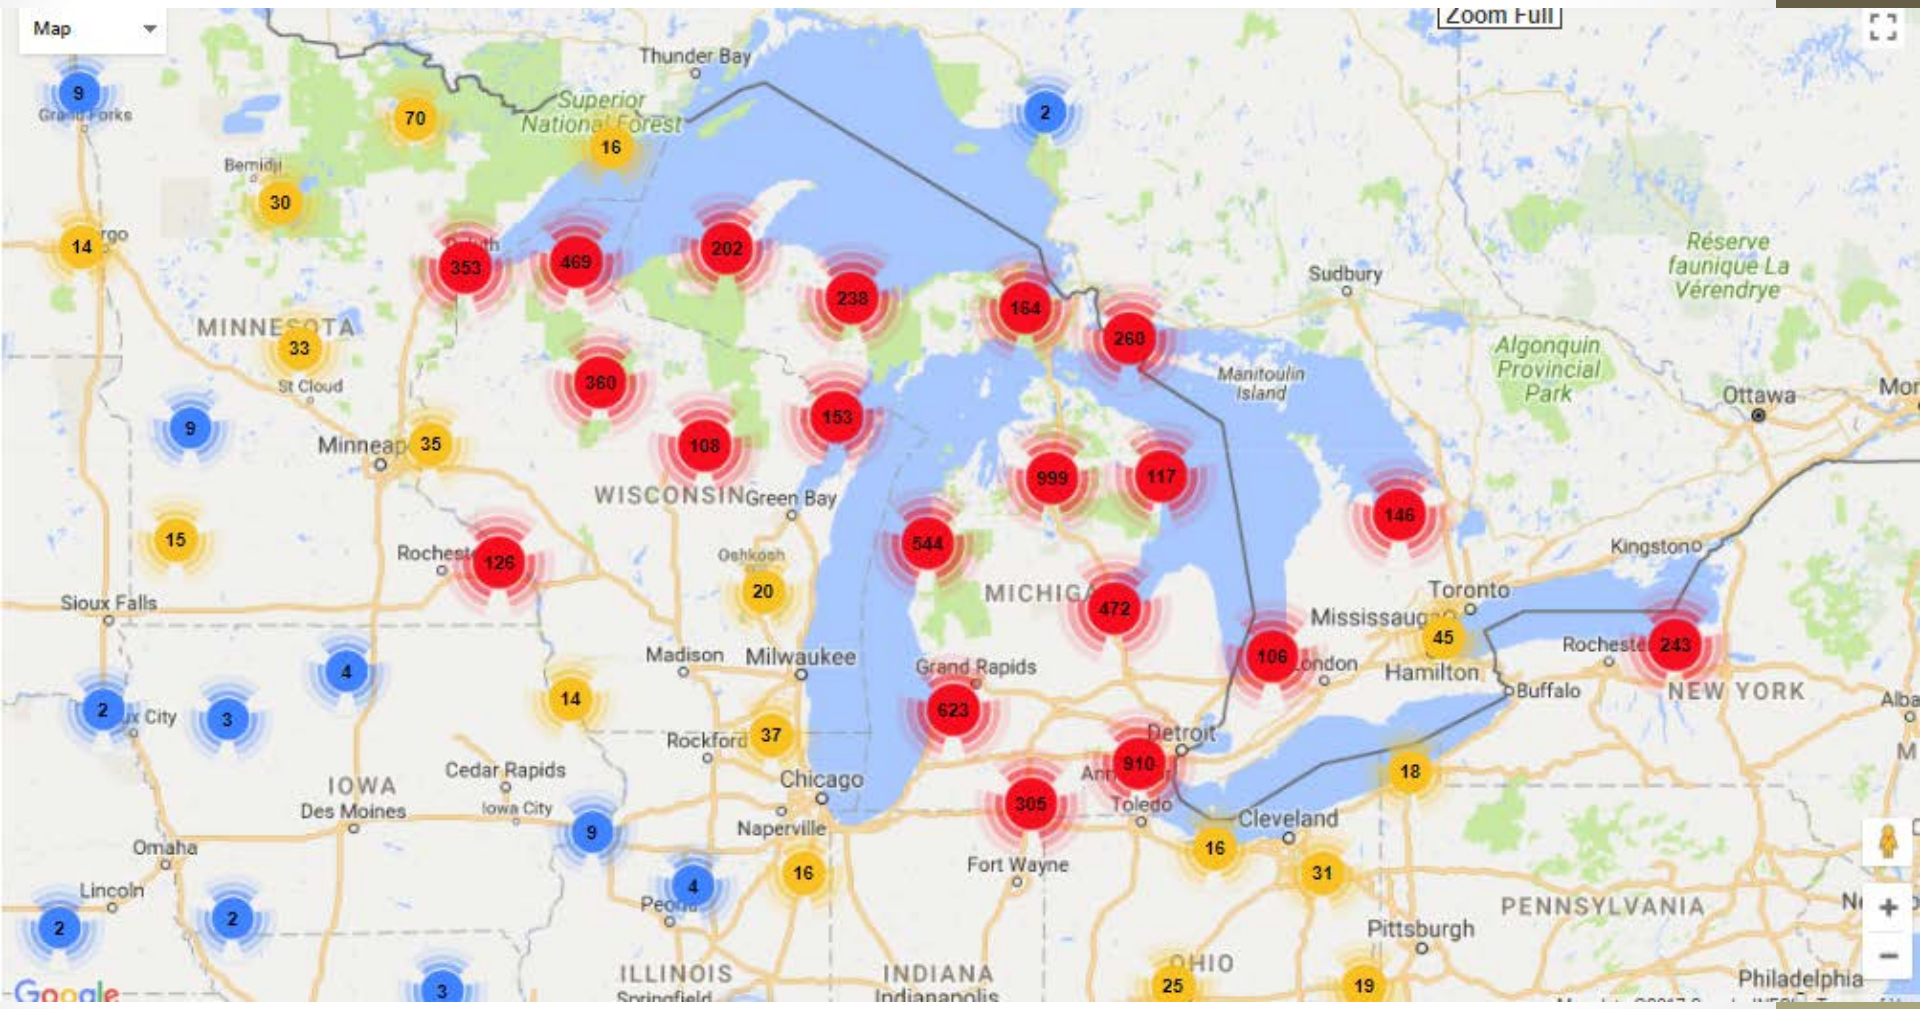 Map
Zoom Full
Thunder Bay
9
Grand Forks
70
Superior
National Forest
16
2
Bemidji
30
14
353
469
202
238
164
260
Sudbury
Réserve
faunique La
Vérendrye
MINNESOTA
33
St Cloud
360
153
Manitoulin
Island
Algonquin
Provincial
Park
Ottawa
9
35
108
999
117
WISCONSIN
Green Bay
146
15
126
544
Kingston
Oshkosh
20
MICHIGA
472
Toronto
Sioux Falls
45
243
4
Madison
Milwaukee
Grand Rapids
106
London
Hamilton
2
3
14
623
Buffalo
NEW YORK
37
Rockford
Detroit
910
18
IOWA
Cedar Rapids
Chicago
305
Des Moines
Iowa City
Toledo
9
Naperville
Cleveland
Omaha
16
Fort Wayne
16
31
Lincoln
4
PENNSYLVANIA
2
2
Pittsburgh
3
ILLINOIS
INDIANA
25
OHIO
19
Philadelphia
Google
Springfield
Indianapolis